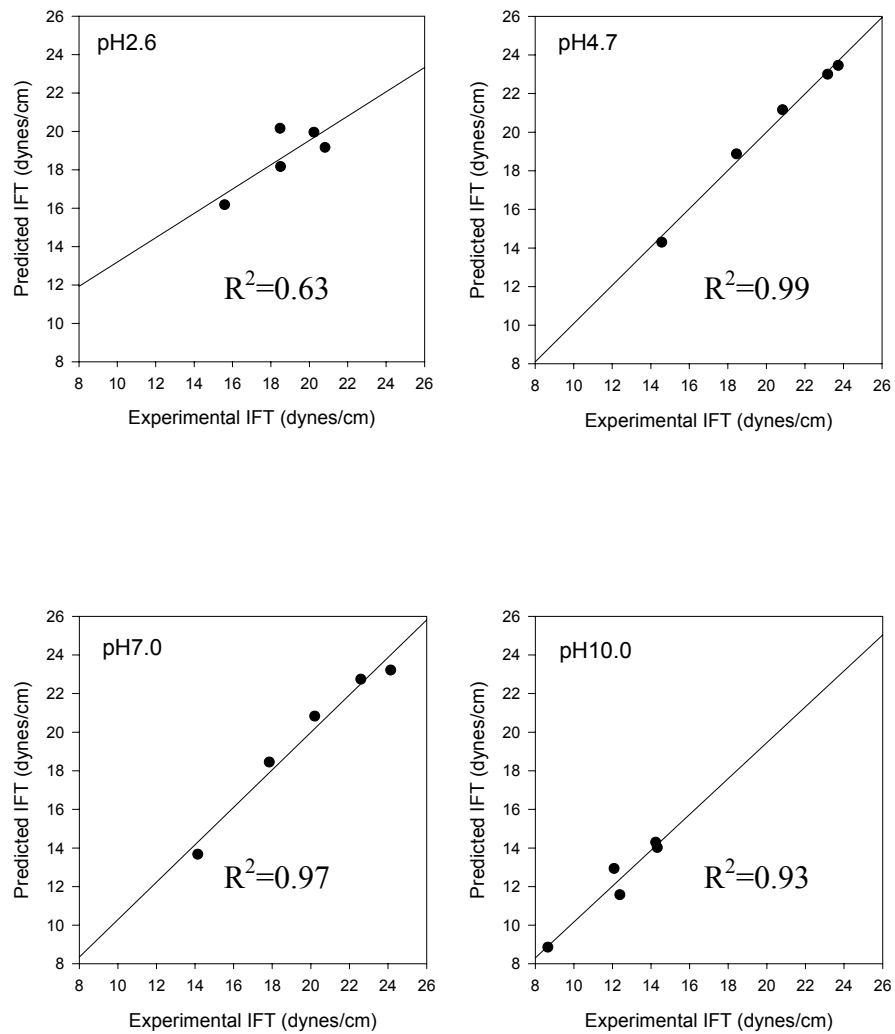 pH2.6
Predicted IFT (dynes/cm)
26
24
22
20
18
16
14
12
10
8
R²=0.63
8 10 12 14 16 18 20 22 24 26
Experimental IFT (dynes/cm)
pH4.7
Predicted IFT (dynes/cm)
26
24
22
20
18
16
14
12
10
8
R²=0.99
8 10 12 14 16 18 20 22 24 26
Experimental IFT (dynes/cm)
pH7.0
Predicted IFT (dynes/cm)
26
24
22
20
18
16
14
12
10
8
R²=0.97
8 10 12 14 16 18 20 22 24 26
Experimental IFT (dynes/cm)
pH10.0
Predicted IFT (dynes/cm)
26
24
22
20
18
16
14
12
10
8
R²=0.93
8 10 12 14 16 18 20 22 24 26
Experimental IFT (dynes/cm)